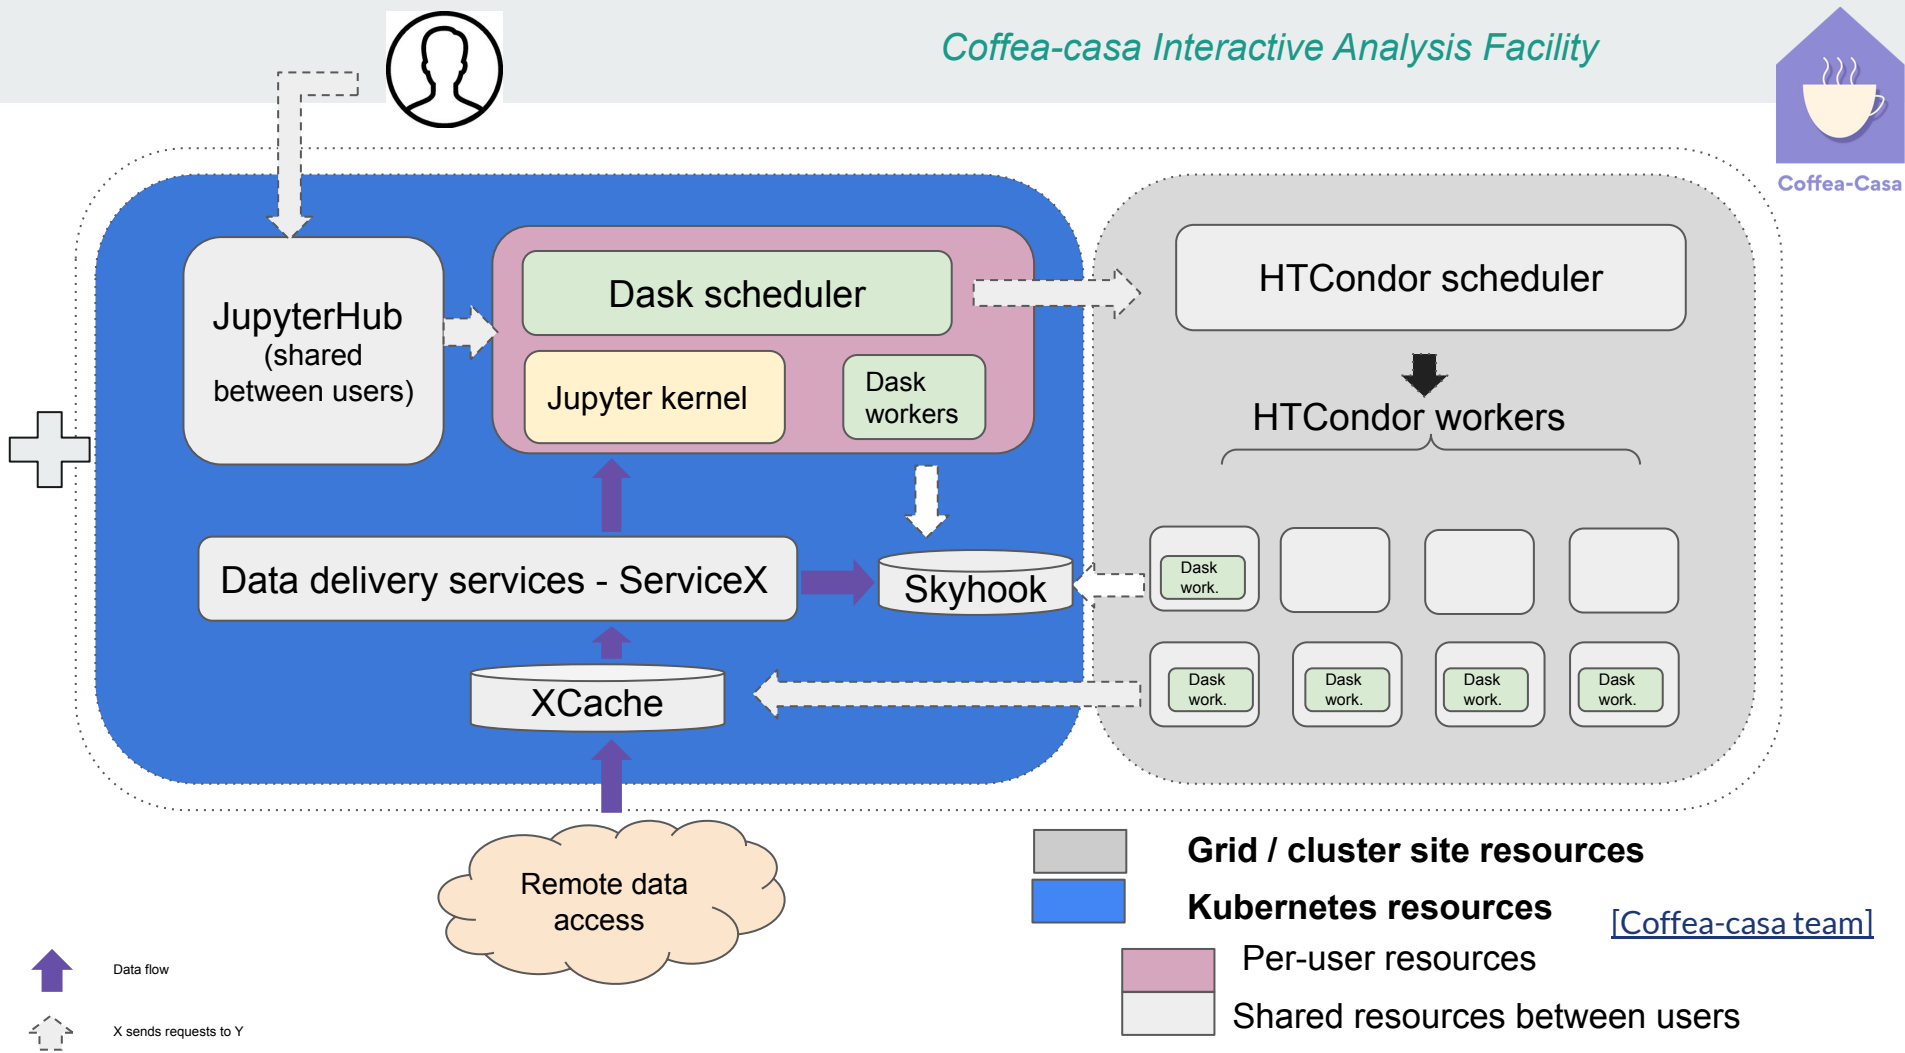 Coffea-casa Interactive Analysis Facility
Coffea-Casa
JupyterHub
(shared
between users)
Dask scheduler
Jupyter kernel
Dask
workers
HTCondor scheduler
HTCondor workers
Data delivery services - ServiceX
Skyhook
XCache
Dask
work.
Dask
work.
Dask
work.
Dask
work.
Dask
work.
Remote data
access
Grid / cluster site resources
Kubernetes resources
[Coffea-casa team]
Per-user resources
Shared resources between users
Data flow
X sends requests to Y